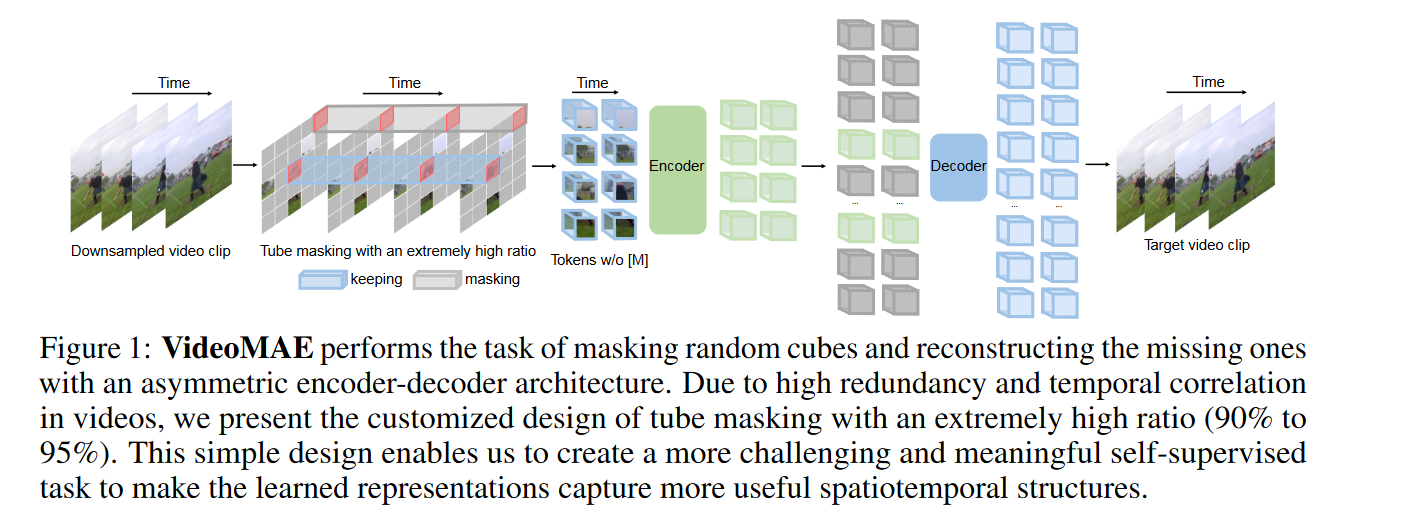 Time
Time
Time
Time
Encoder
Decoder
...
...
...
...
Downsampled video clip
Tube masking with an extremely high ratio
Tokens w/o [M]
Target video clip
keeping
masking
Figure 1: VideoMAE performs the task of masking random cubes and reconstructing the missing ones
with an asymmetric encoder-decoder architecture. Due to high redundancy and temporal correlation
in videos, we present the customized design of tube masking with an extremely high ratio (90% to
95%). This simple design enables us to create a more challenging and meaningful self-supervised
task to make the learned representations capture more useful spatiotemporal structures.